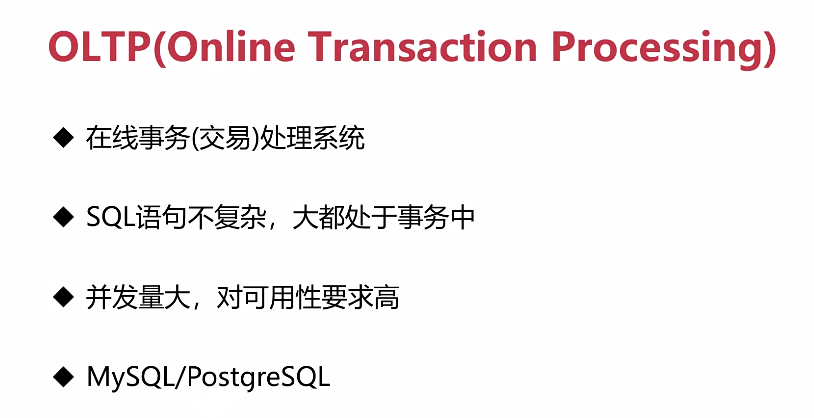 OLTP(Online Transaction Processing)
◆ 在线事务(交易)处理系统
◆ SQL语句不复杂，大都处于事务中
◆ 并发量大，对可用性要求高
◆ MySQL/PostgreSQL